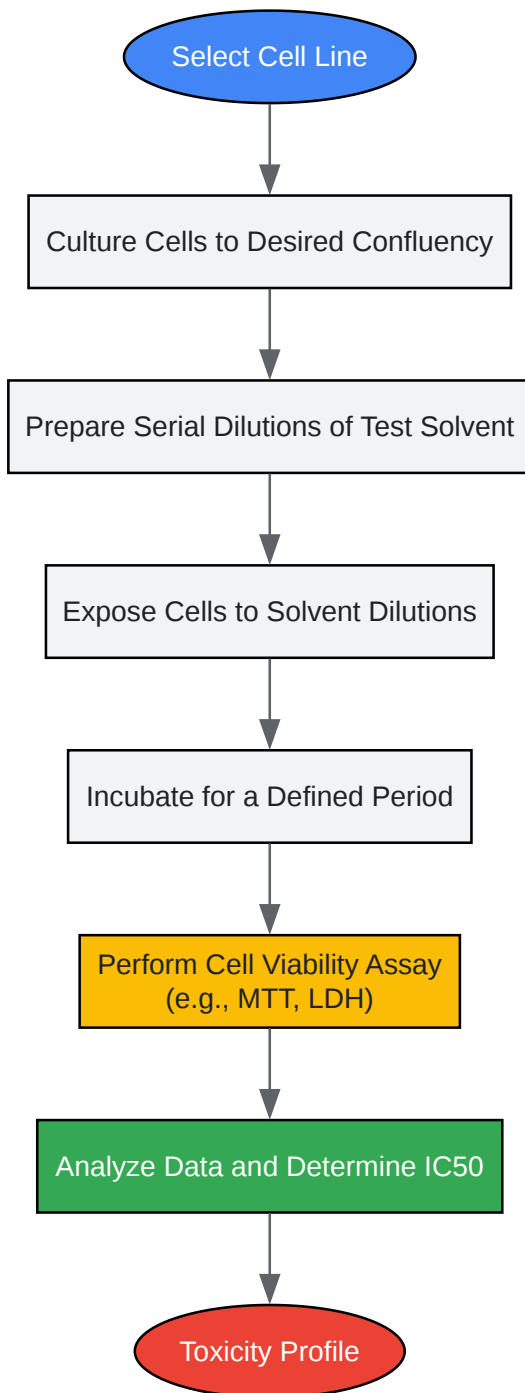 Select Cell Line
Culture Cells to Desired Confluency
Prepare Serial Dilutions of Test Solvent
Expose Cells to Solvent Dilutions
Incubate for a Defined Period
Perform Cell Viability Assay
(e.g., MTT, LDH)
Analyze Data and Determine IC50
Toxicity Profile